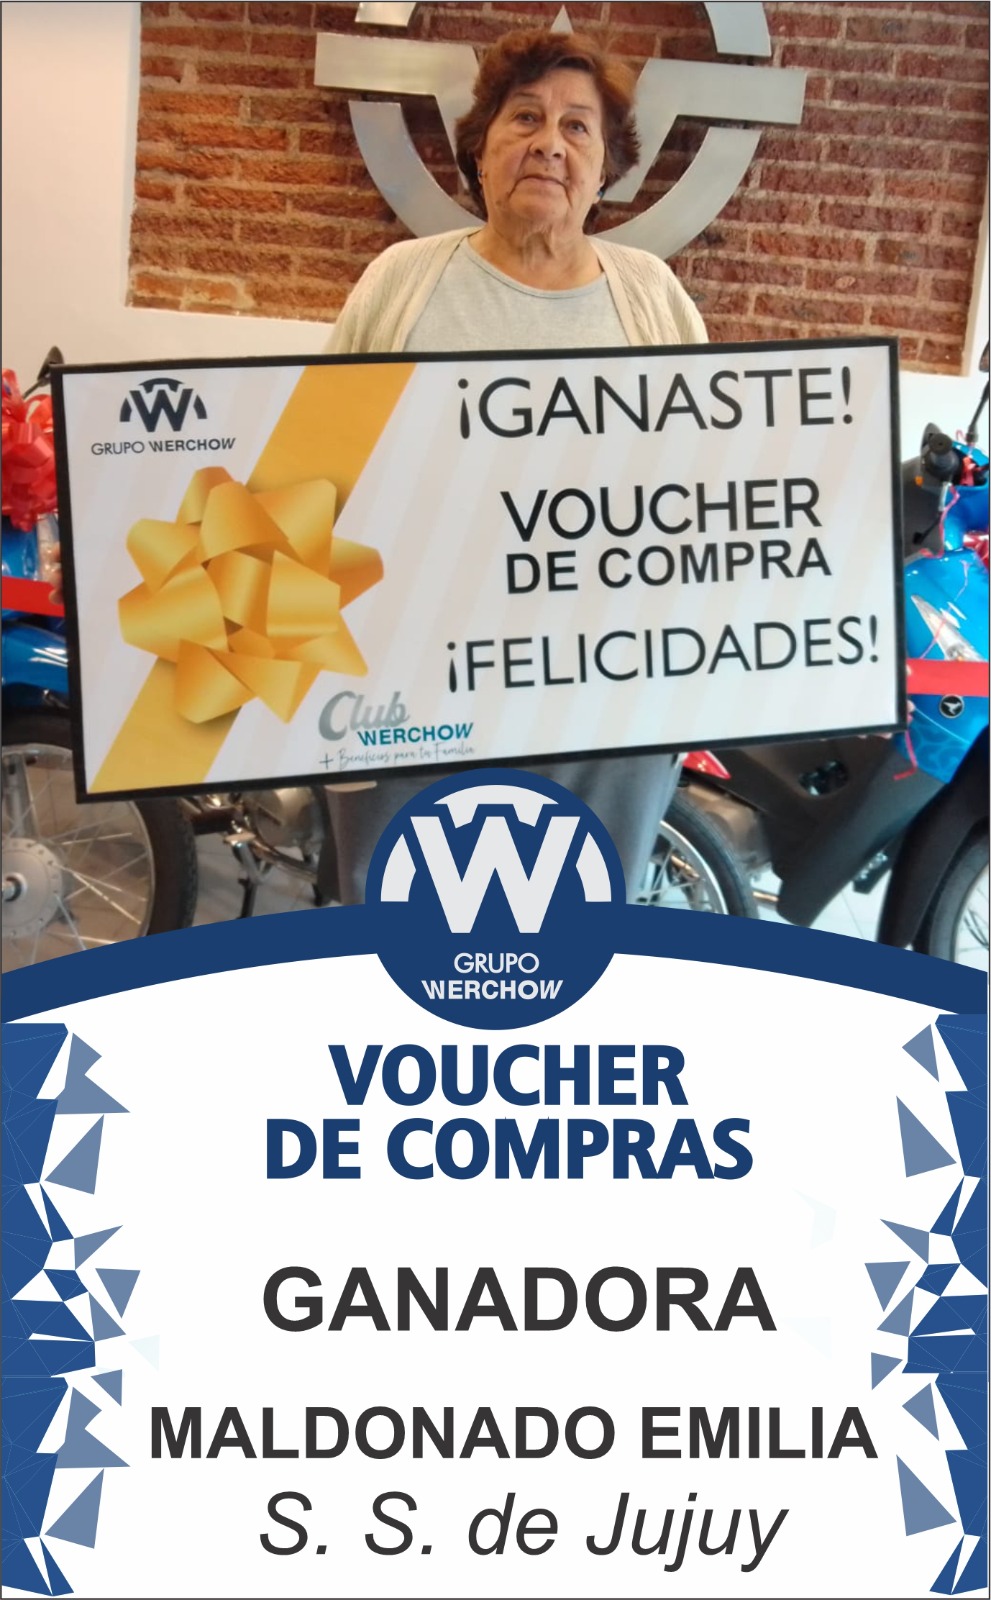 GRUPO WERCHOW
¡GANASTE!
VOUCHER
DE COMPRA
¡FELICIDADES!
Club
WERCHOW
+ Beneficios para tu Familia
W
GRUPO
WERCHOW
VOUCHER
DE COMPRAS
GANADORA
MALDONADO EMILIA
S. S. de Jujuy